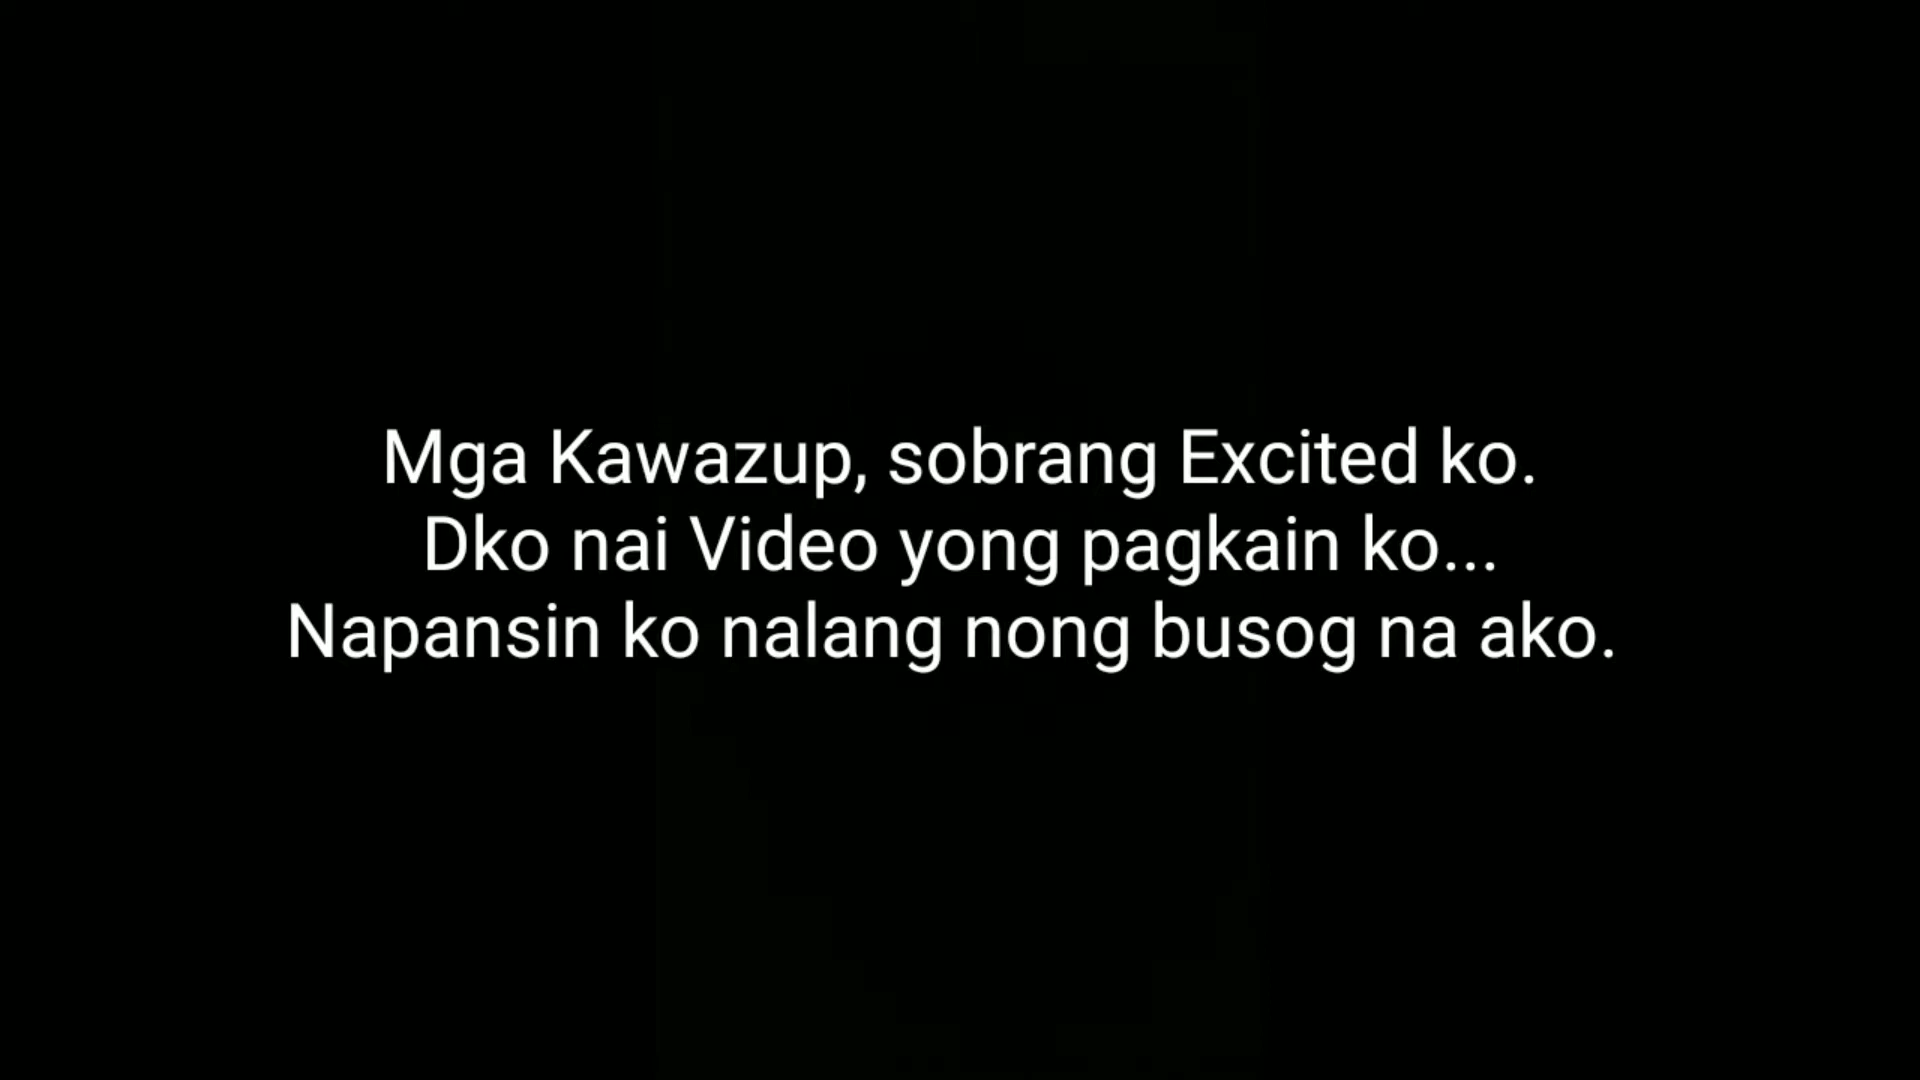 Mga Kawazup, sobrang Excited ko.
Dko nai Video yong pagkain ko...
Napansin ko nalang nong busog na ako.